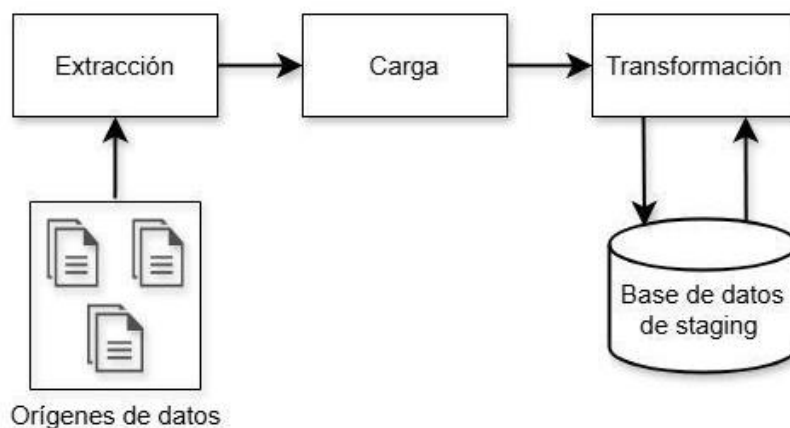 Extracción
Carga
Transformación
Base de datos
de staging
Orígenes de datos